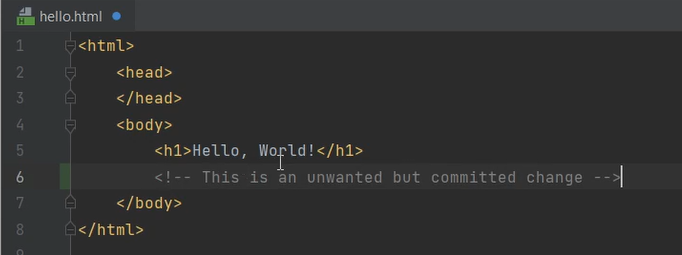 hello.html
1 <html>
2     <head>
3     </head>
4     <body>
5         <h1>Hello, World!</h1>
6         <!-- This is an unwanted but committed change -->
7     </body>
8 </html>
9